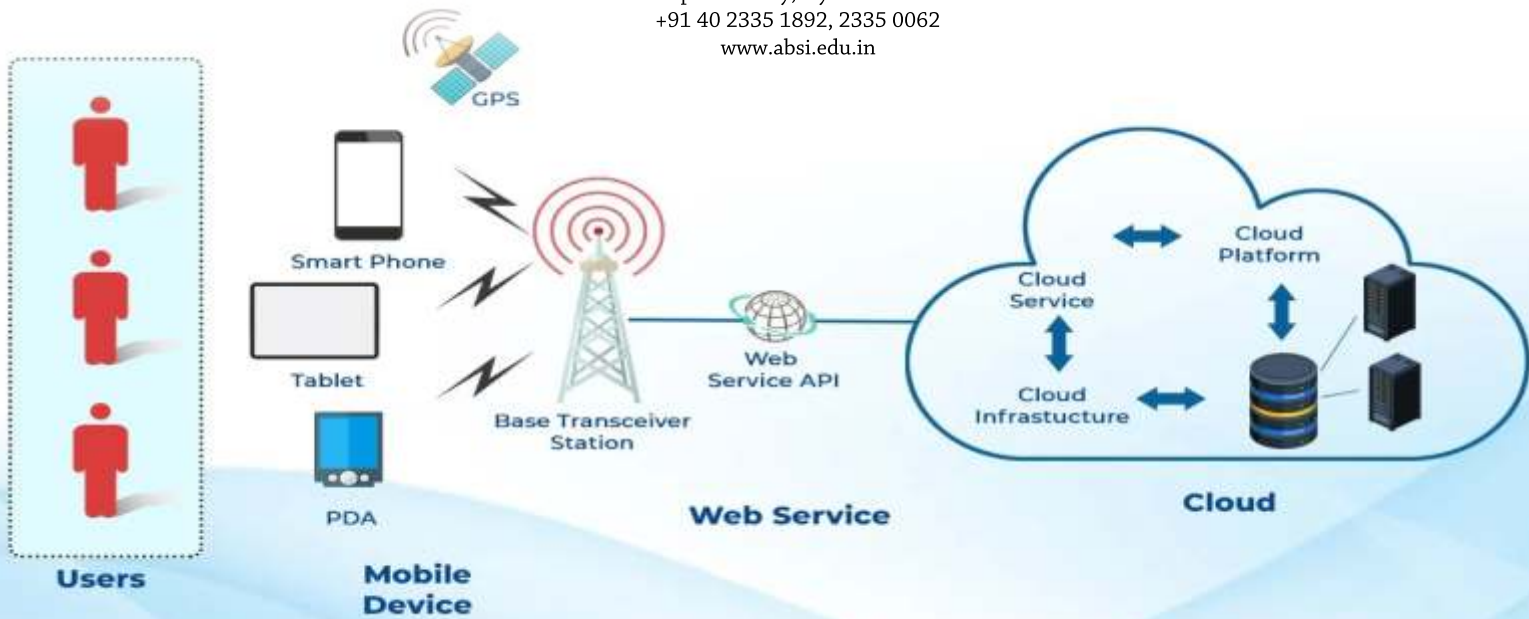 +91 40 2335 1892, 2335 0062
www.absi.edu.in
GPS
Smart Phone
Tablet
PDA
Base Transceiver
Station
Web
Service API
Cloud
Service
Cloud
Platform
Cloud
Infrastucture
Users
Mobile
Device
Web Service
Cloud